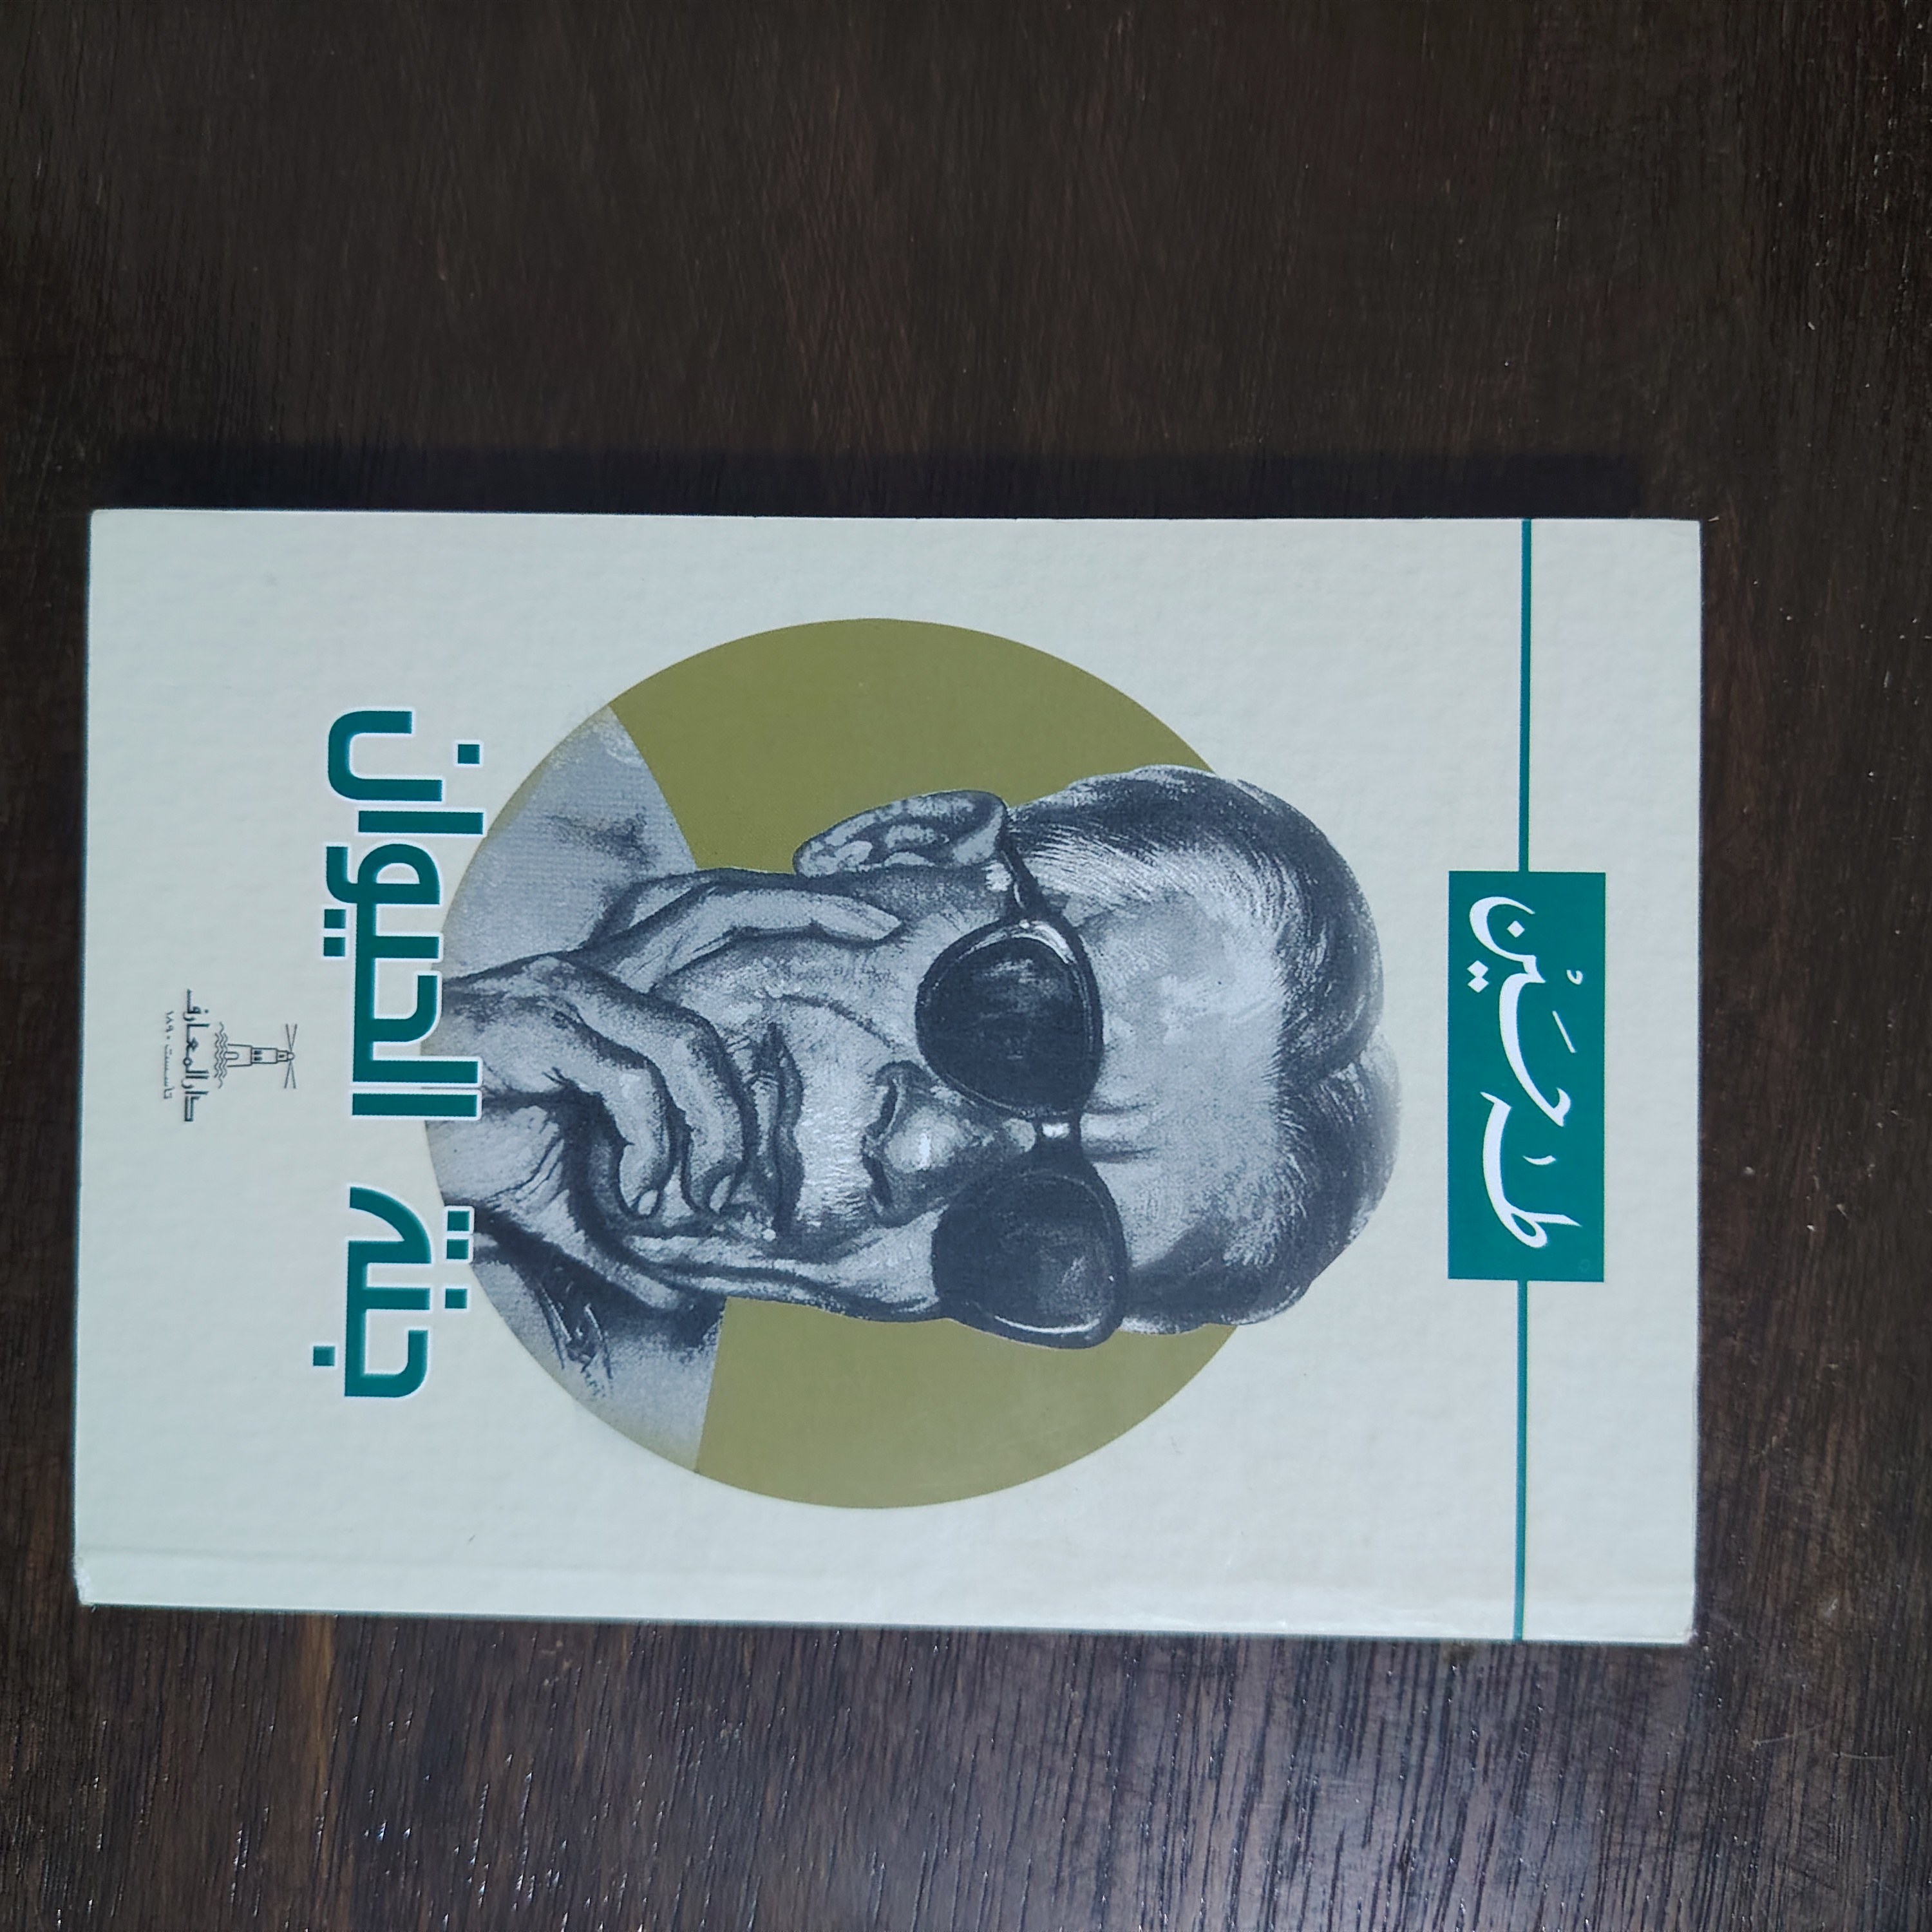 طه حسين
جنة الحيوان
دار المعارف
تأسست ١٨٩٠